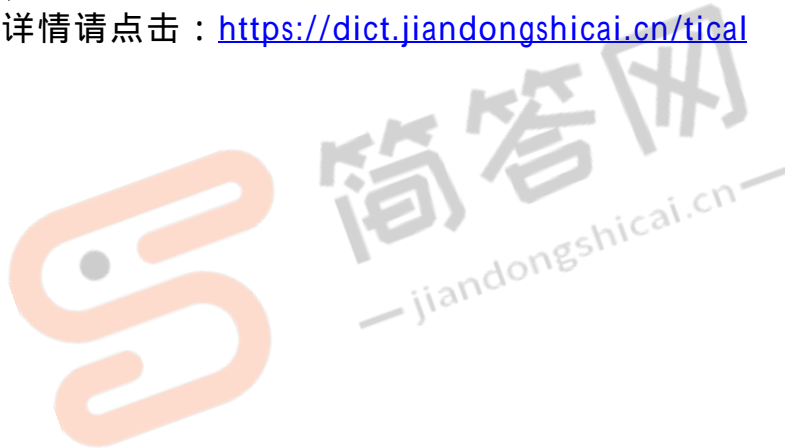 详情请点击：https://dict.jiandongshicai.cn/tical
简答网
jiandongshicai.cn